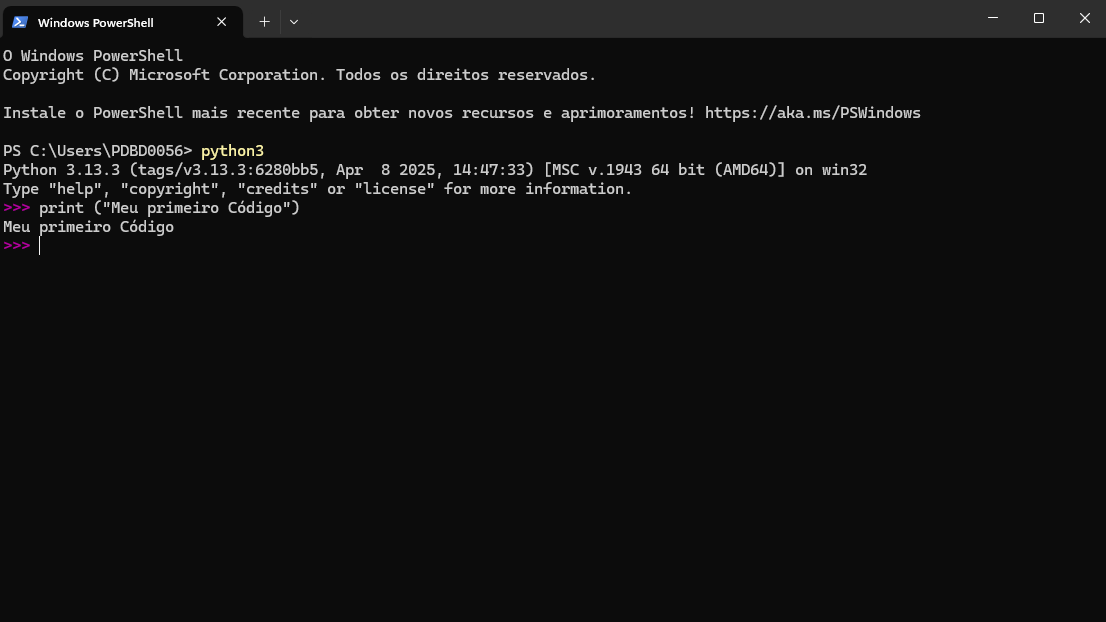 Windows PowerShell
O Windows PowerShell
Copyright (C) Microsoft Corporation. Todos os direitos reservados.
Instale o PowerShell mais recente para obter novos recursos e aprimoramentos! https://aka.ms/PSWindows
PS C:\Users\PDBD0056> python3
Python 3.13.3 (tags/v3.13.3:6280bb5, Apr  8 2025, 14:47:33) [MSC v.1943 64 bit (AMD64)] on win32
Type "help", "copyright", "credits" or "license" for more information.
>>> print ("Meu primeiro Código")
Meu primeiro Código
>>>